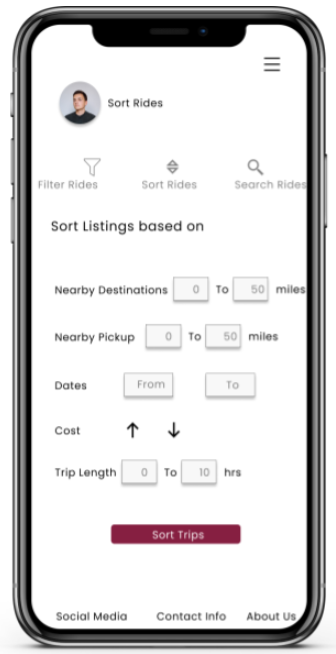 Sort Rides
Filter Rides Sort Rides Search Rides
Sort Listings based on
Nearby Destinations 0 To 50 miles
Nearby Pickup 0 To 50 miles
Dates From To
Cost
Trip Length 0 To 10 hrs
Sort Trips
Social Media Contact Info About Us